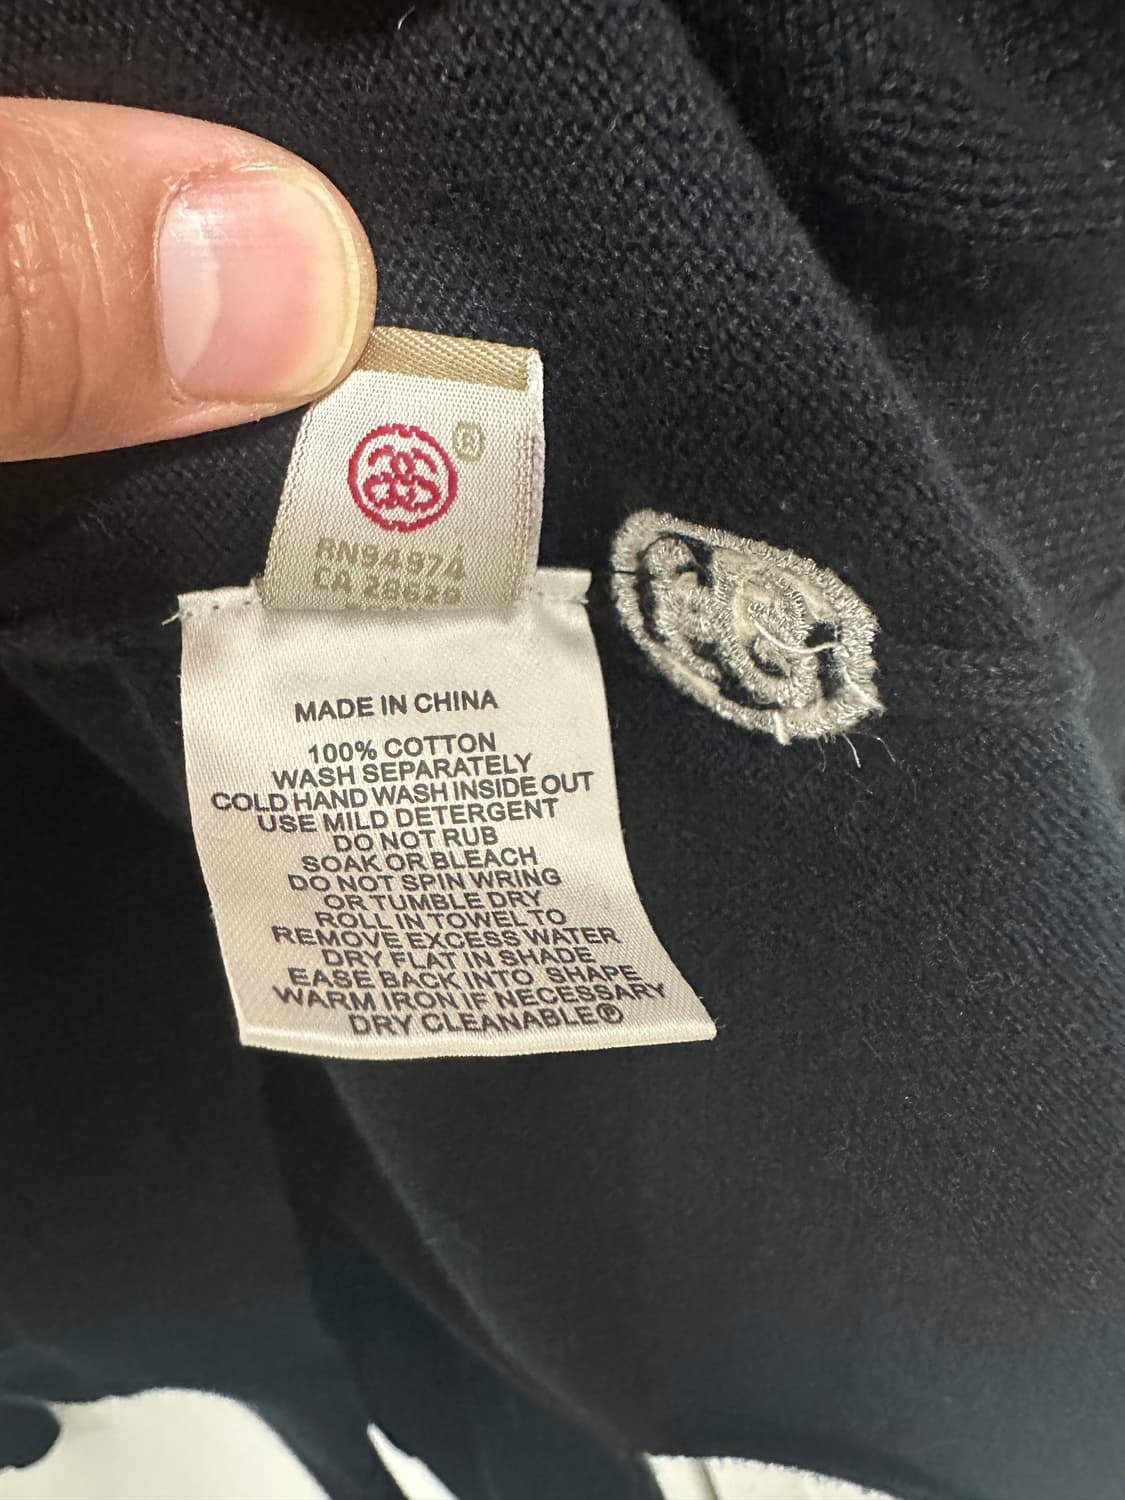 ®
RN94974
CA 28620
MADE IN CHINA
100% COTTON
WASH SEPARATELY
COLD HAND WASH INSIDE OUT
USE MILD DETERGENT
DO NOT RUB
SOAK OR BLEACH
DO NOT SPIN WRING
OR TUMBLE DRY
ROLL IN TOWEL TO
REMOVE EXCESS WATER
DRY FLAT IN SHADE
EASE BACK INTO SHAPE
WARM IRON IF NECESSARY
DRY CLEANABLE Ⓟ